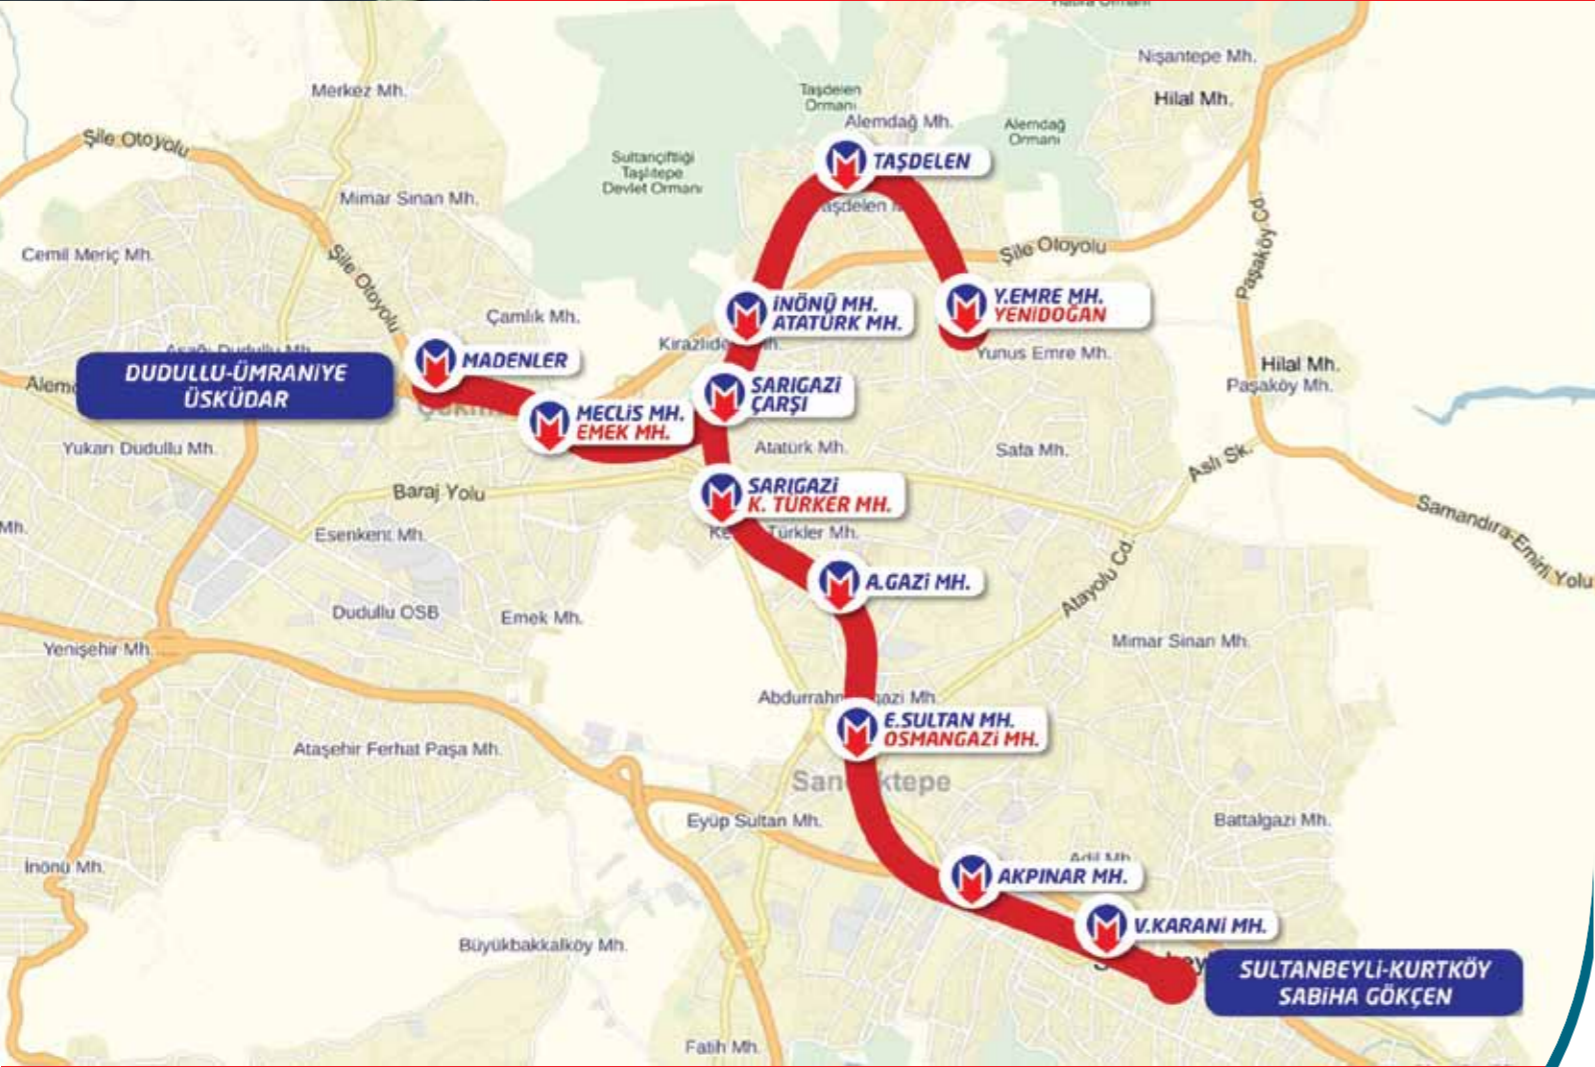 Nişantepe Mh.
Merkez Mh.
Taşdelen
Ormanı
Hilal Mh.
Alemdağ Mh.
Alemdağ
Ormanı
Şile Otoyolu
Sultançiftliği
Taşlıtepe
Devlet Ormanı
TAŞDELEN
Mimar Sinan Mh.
Cemil Meriç Mh.
Şile Otoyolu
Şile Otoyolu
Paşaköy Cd.
Çamlık Mh.
İNÖNÜ MH.
ATATÜRK MH.
Y.EMRE MH.
YENİDOĞAN
Yunus Emre Mh.
MADENLER
DUDULLU-ÜMRANİYE
ÜSKÜDAR
Hilal Mh.
Paşaköy Mh.
SARIGAZİ
ÇARŞI
MECLİS MH.
EMEK MH.
Yukarı Dudullu Mh.
Atatürk Mh.
Safa Mh.
Aslı Sk.
Baraj Yolu
SARIGAZİ
K. TÜRKER MH.
Samandıra-Emirli Yolu
Mh.
Esenkent Mh.
Türkler Mh.
A.GAZİ MH.
Atayolu Cd.
Dudullu OSB
Emek Mh.
Yenişehir Mh.
Mimar Sinan Mh.
E.SULTAN MH.
OSMANGAZİ MH.
Ataşehir Ferhat Paşa Mh.
Eyüp Sultan Mh.
Battalgazi Mh.
İnönü Mh.
AKPINAR MH.
V.KARANİ MH.
Büyükbakkalköy Mh.
SULTANBEYLİ-KURTKÖY
SABİHA GÖKÇEN
Fatih Mh.